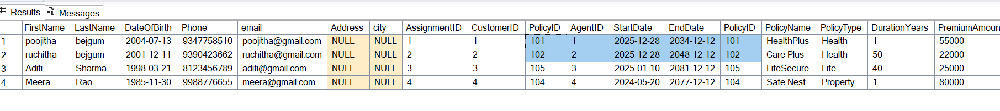 Results Messages
FirstName LastName DateOfBirth Phone email Address city AssignmentID CustomerID PolicyID AgentID StartDate EndDate PolicyID PolicyName PolicyType DurationYears PremiumAmoun
1 poojitha bejgum 2004-07-13 9347758510 poojitha@gmail.com NULL NULL 1 1 101 1 2025-12-28 2034-12-12 101 HealthPlus Health 1 55000
2 ruchitha bejgum 2001-12-11 9390423662 ruchitha@gmail.com NULL NULL 2 2 102 2 2025-12-28 2048-12-12 102 Care Plus Health 50 22000
3 Aditi Sharma 1998-03-21 8123456789 aditi@gmail.com NULL NULL 3 3 105 3 2025-01-10 2081-12-12 105 LifeSecure Life 40 25000
4 Meera Rao 1985-11-30 9988776655 meera@gmail.com NULL NULL 4 4 104 4 2024-05-20 2077-12-12 104 Safe Nest Property 1 80000